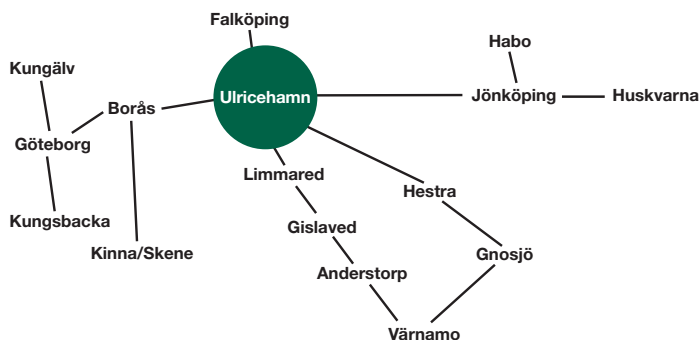 Falköping
Habo
Kungälv
Ulricehamn
Jönköping
Huskvarna
Borås
Göteborg
Limmared
Hestra
Kungsbacka
Gislaved
Kinna/Skene
Gnosjö
Anderstorp
Värnamo